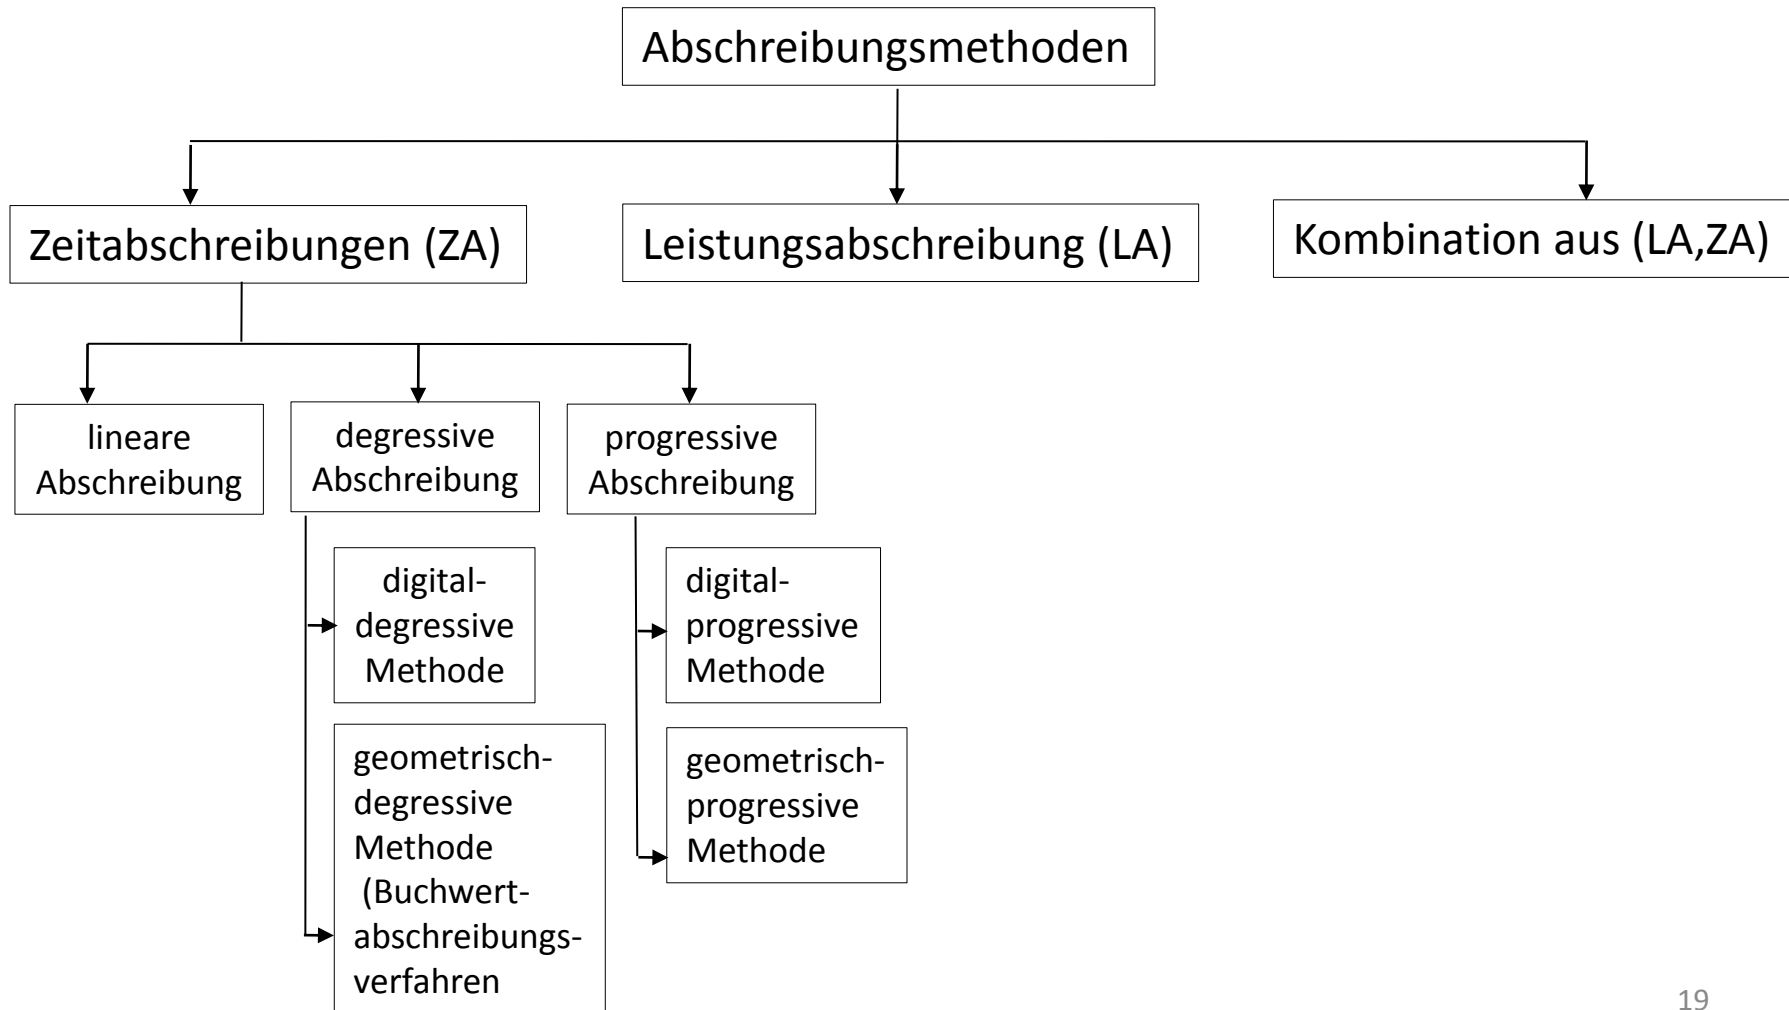 Abschreibungsmethoden
Zeitabschreibungen (ZA)
Leistungsabschreibung (LA)
Kombination aus (LA,ZA)
lineare
Abschreibung
degressive
Abschreibung
progressive
Abschreibung
digital-
degressive
Methode
digital-
progressive
Methode
geometrisch-
degressive
Methode
(Buchwert-
abschreibungs-
verfahren
geometrisch-
progressive
Methode
19